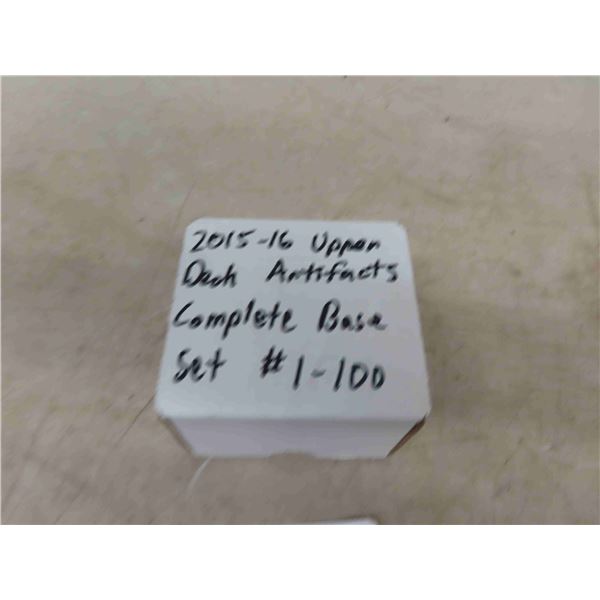 2015-16 Upper
Deck Artifacts
Complete Base
Set #1-100